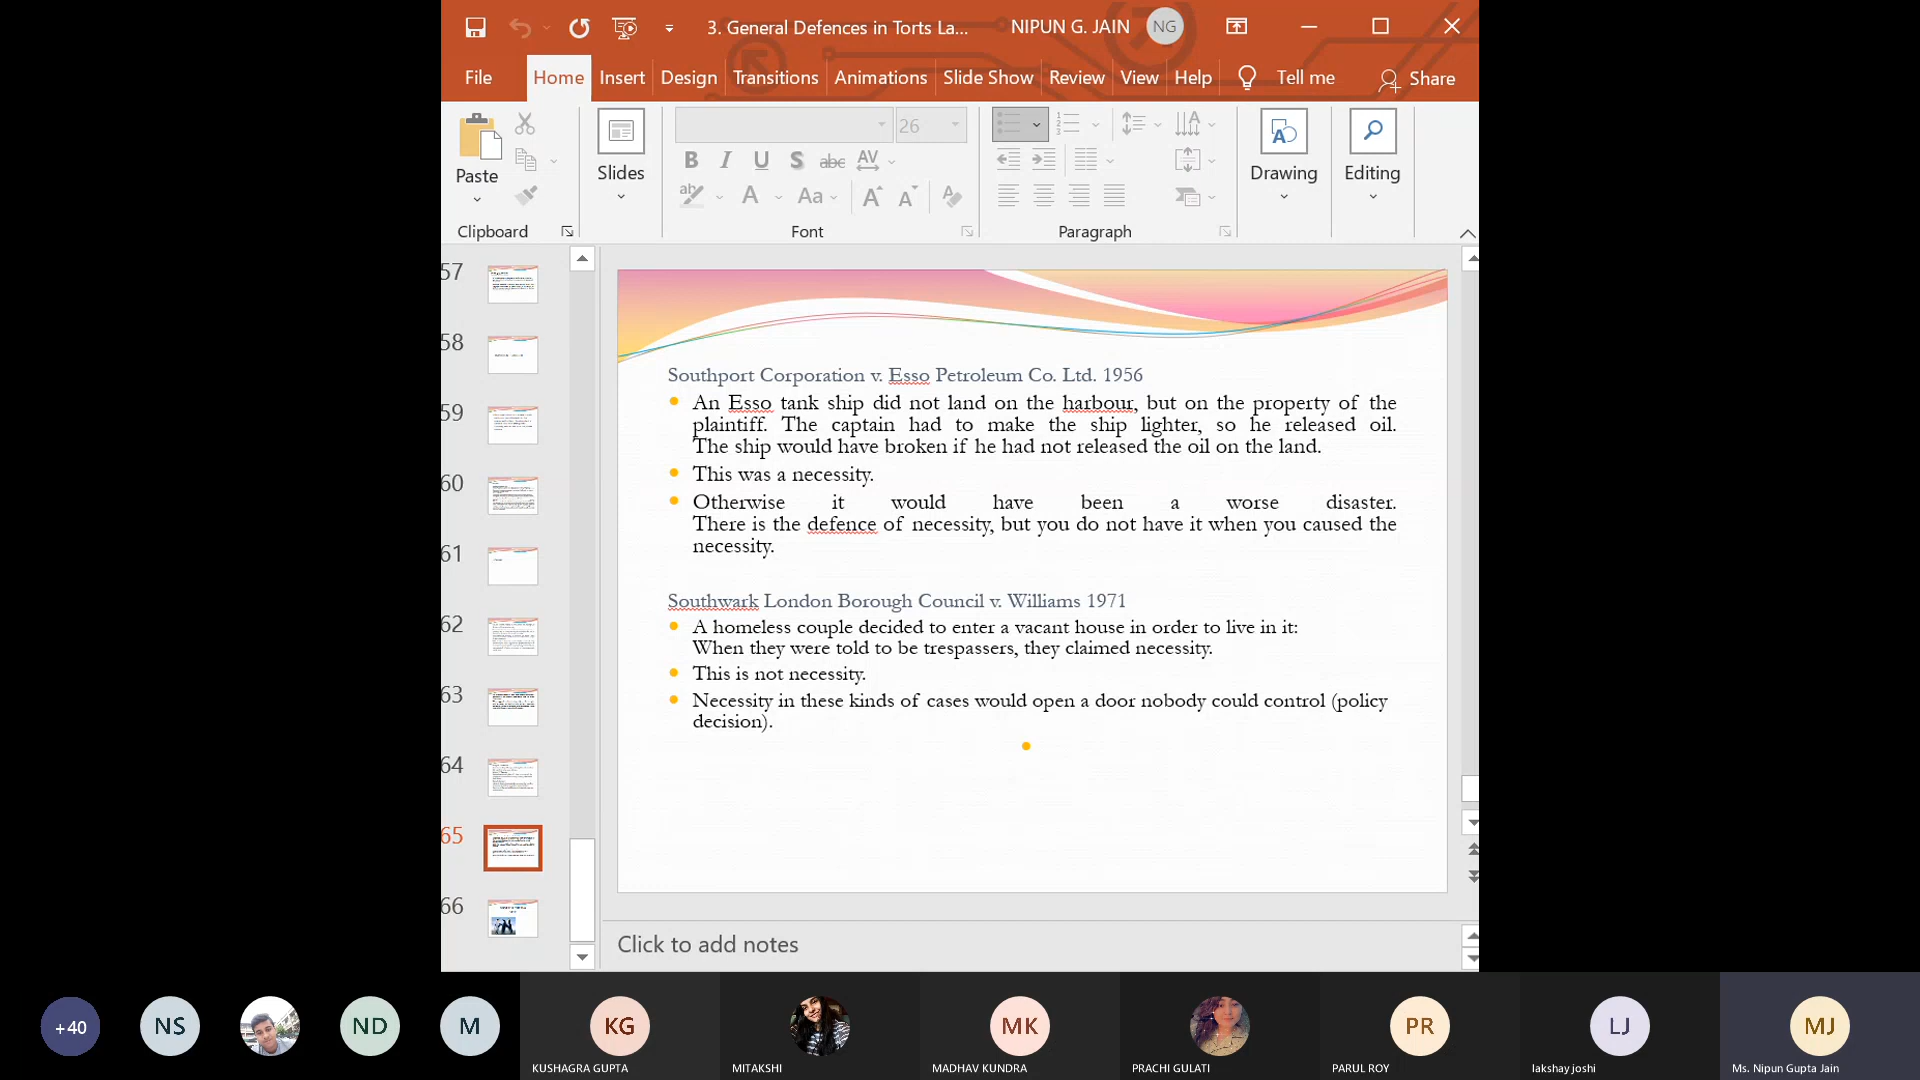 3. General Defences in Torts La...
NIPUN G. JAIN
NG
File
Home
Insert
Design
Transitions
Animations
Slide Show
Review
View
Help
Tell me
Share
Paste
Clipboard
Slides
26
B I U S abc AV
ab A Aa A A A
Font
Paragraph
Drawing
Editing
57
58
59
60
61
62
63
64
65
66
Southport Corporation v. Esso Petroleum Co. Ltd. 1956
An Esso tank ship did not land on the harbour, but on the property of the
plaintiff. The captain had to make the ship lighter, so he released oil.
The ship would have broken if he had not released the oil on the land.
This was a necessity.
Otherwise it would have been a worse disaster.
There is the defence of necessity, but you do not have it when you caused the
necessity.
Southwark London Borough Council v. Williams 1971
A homeless couple decided to enter a vacant house in order to live in it:
When they were told to be trespassers, they claimed necessity.
This is not necessity.
Necessity in these kinds of cases would open a door nobody could control (policy
decision).
Click to add notes
+40
NS
ND
M
KG
KUSHAGRA GUPTA
MITAKSHI
MK
MADHAV KUNDRA
PRACHI GULATI
PR
PARUL ROY
LJ
lakshay joshi
MJ
Ms. Nipun Gupta Jain